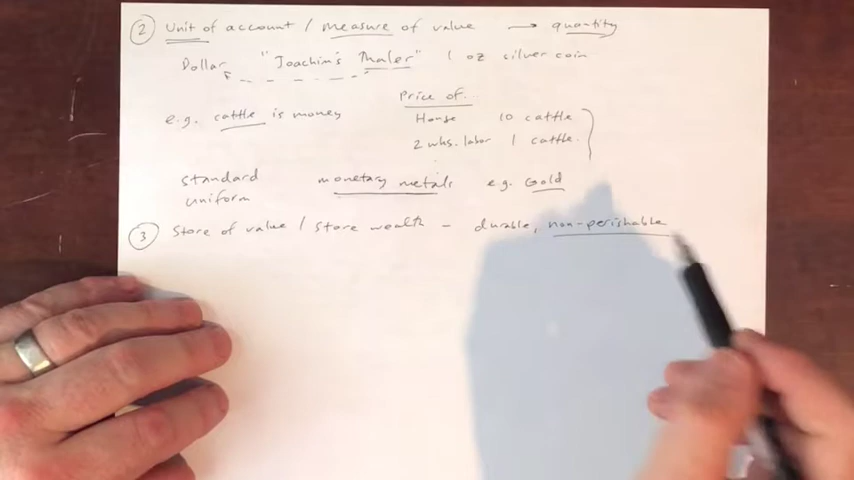 ② Unit of account / measure of value → quantity
Dollar "Joachim's Thaler" 1 oz silver coin
Price of...
e.g. cattle is money House 10 cattle
2 whs. labor 1 cattle
standard monetary metals e.g. Gold
uniform
③ Store of value / store wealth - durable, non-perishable